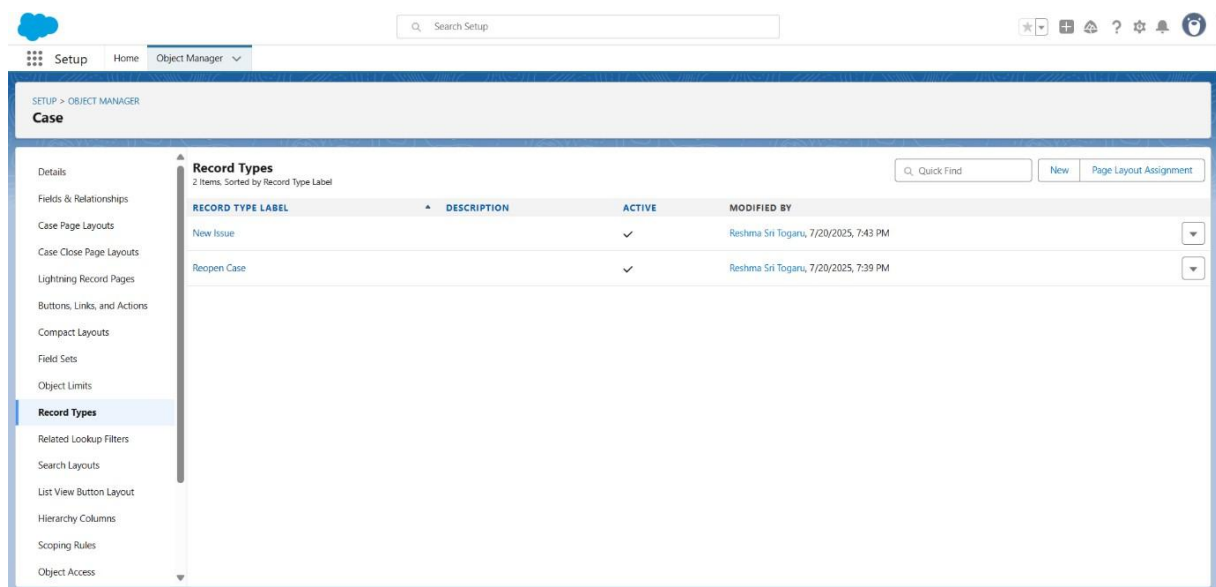 Search Setup
Setup Home Object Manager
SETUP > OBJECT MANAGER
Case
Details
Fields & Relationships
Case Page Layouts
Case Close Page Layouts
Lightning Record Pages
Buttons, Links, and Actions
Compact Layouts
Field Sets
Object Limits
Record Types
Related Lookup Filters
Search Layouts
List View Button Layout
Hierarchy Columns
Scoping Rules
Object Access
Record Types
2 Items, Sorted by Record Type Label
Quick Find New Page Layout Assignment
RECORD TYPE LABEL DESCRIPTION ACTIVE MODIFIED BY
New Issue Reshma Sri Togaru, 7/20/2025, 7:43 PM
Reopen Case Reshma Sri Togaru, 7/20/2025, 7:39 PM